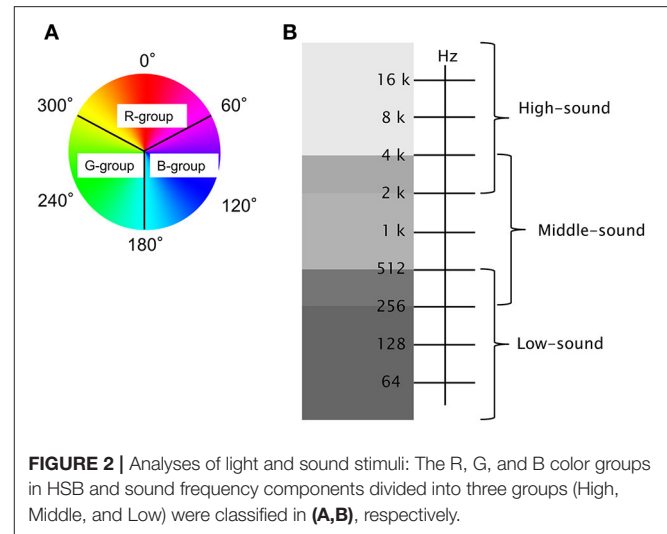 A
0°
300°
60°
R-group
G-group
B-group
240°
120°
180°
B
Hz
16 k
8 k
High-sound
4 k
2 k
1 k
Middle-sound
512
256
128
Low-sound
64
FIGURE 2 | Analyses of light and sound stimuli: The R, G, and B color groups
in HSB and sound frequency components divided into three groups (High,
Middle, and Low) were classified in (A,B), respectively.